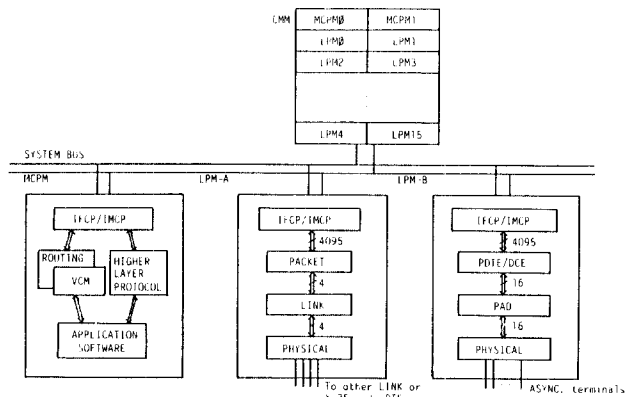 CMM MCPMØ MCPM1
LPMØ LPM1
LPM2 LPM3
LPM4 LPM15
SYSTEM BUS
MCPM LPM-A LPM-B
IFCP/IMCP
ROUTING
VCM
HIGHER
LAYER
PROTOCOL
APPLICATION
SOFTWARE
IFCP/IMCP
4095
PACKET
4
LINK
4
PHYSICAL
To other LINK or
IFCP/IMCP
4095
PDTE/DCE
16
PAD
16
PHYSICAL
ASYNC. terminals